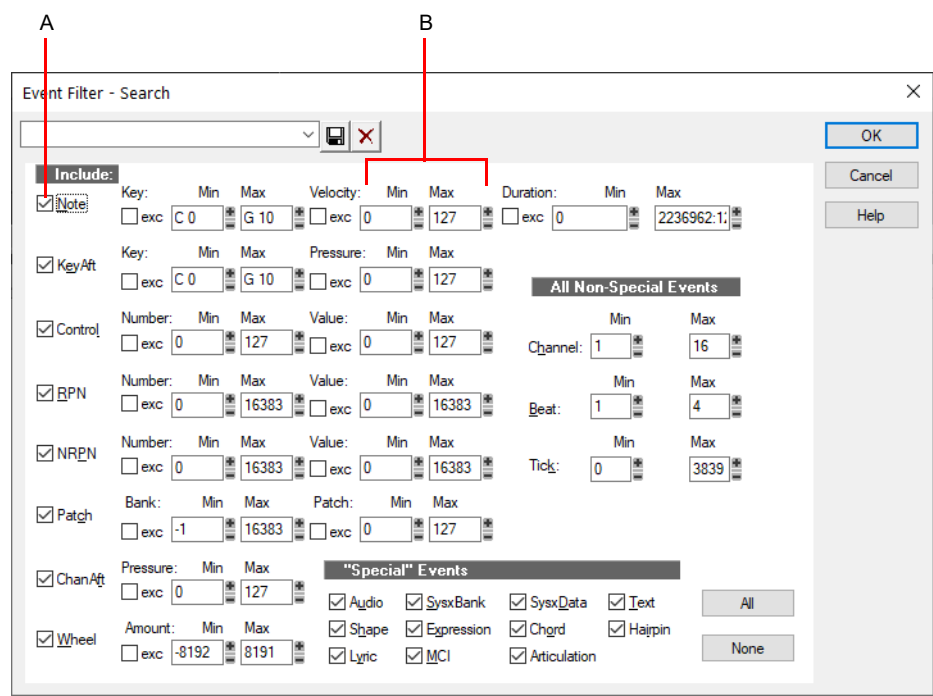 A B
Event Filter - Search
OK
Include:
Cancel
Key: Min Max Velocity: Min Max Duration: Min Max
Note exc C 0 G 10 exc 0 127 exc 0 2236962:1
Help
Key: Min Max Pressure: Min Max
KeyAft exc C 0 G 10 exc 0 127
All Non-Special Events
Number: Min Max Value: Min Max Min Max
Control exc 0 127 exc 0 127 Channel: 1 16
Number: Min Max Value: Min Max Min Max
RPN exc 0 16383 exc 0 16383 Beat: 1 4
Number: Min Max Value: Min Max Min Max
NRPN exc 0 16383 exc 0 16383 Tick: 0 3839
Bank: Min Max Patch: Min Max
Patch exc -1 16383 exc 0 127
Pressure: Min Max "Special" Events
ChanAft exc 0 127
Audio SysxBank SysxData Text All
Amount: Min Max Shape Expression Chord Hairpin
Wheel exc -8192 8191
Lyric MCI Articulation None